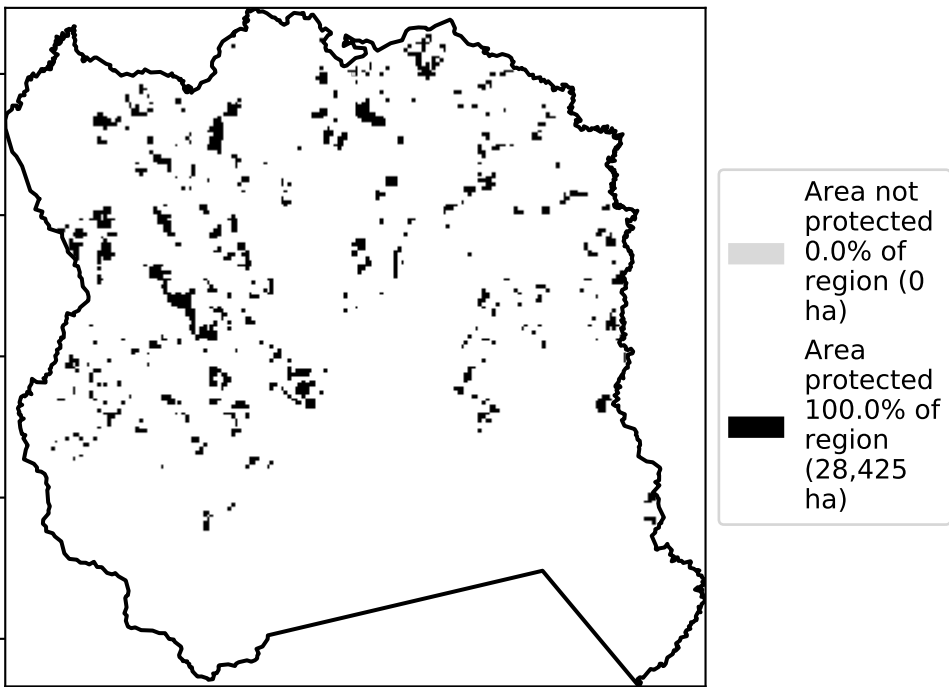 Area not
protected
0.0% of
region (0
ha)
Area
protected
100.0% of
region
(28,425
ha)